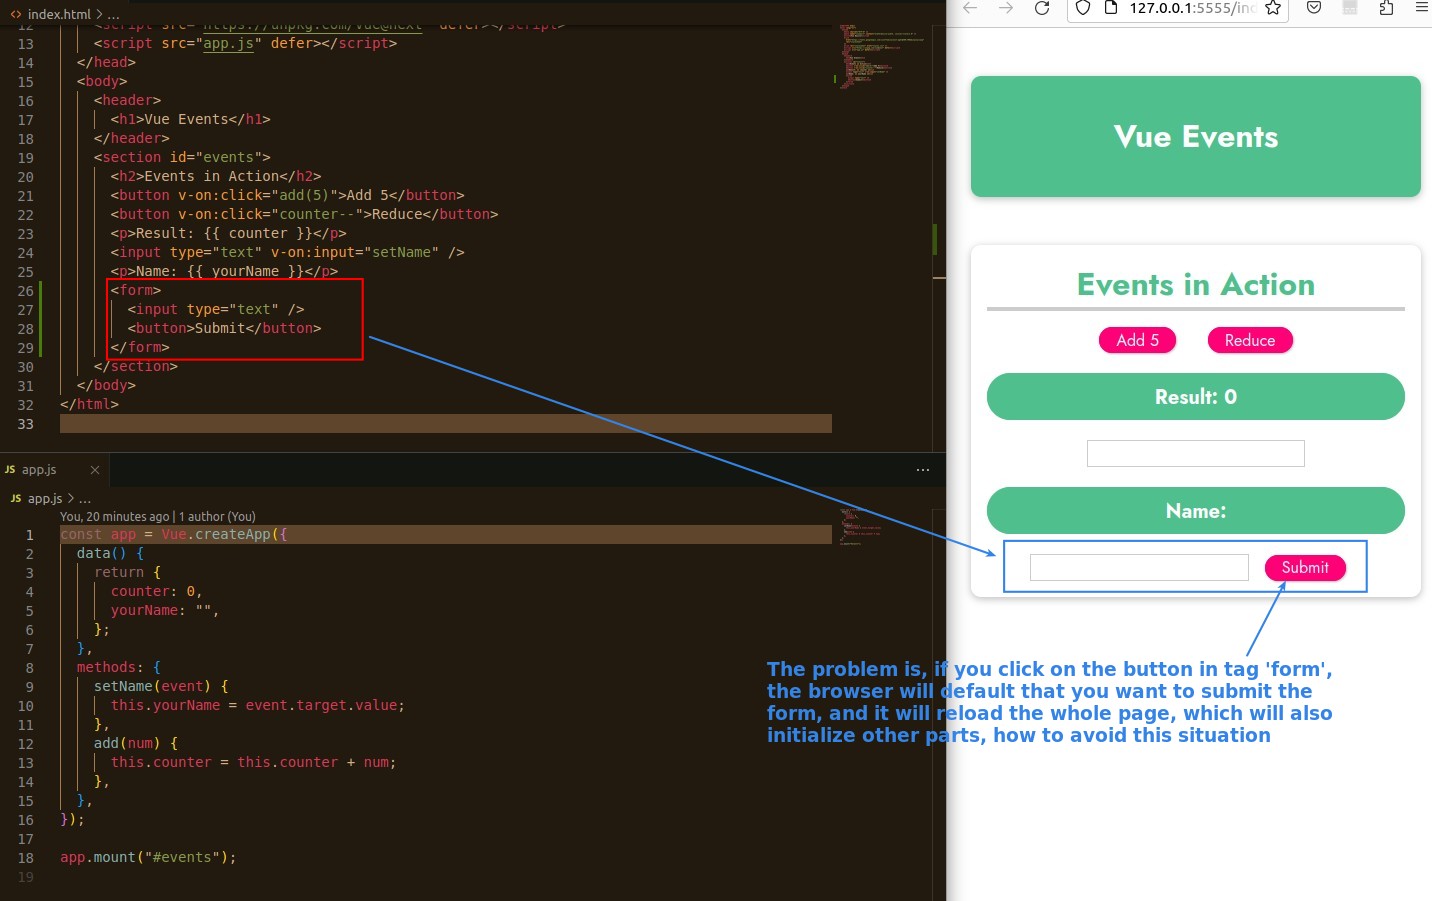 index.html > ...
12 <script src="https://unpkg.com/vue@next" defer></script>
13 <script src="app.js" defer></script>
14 </head>
15 <body>
16 <header>
17 <h1>Vue Events</h1>
18 </header>
19 <section id="events">
20 <h2>Events in Action</h2>
21 <button v-on:click="add(5)">Add 5</button>
22 <button v-on:click="counter--">Reduce</button>
23 <p>Result: {{ counter }}</p>
24 <input type="text" v-on:input="setName" />
25 <p>Name: {{ yourName }}</p>
26 <form>
27 <input type="text" />
28 <button>Submit</button>
29 </form>
30 </section>
31 </body>
32 </html>
33
JS app.js
...
JS app.js > ...
You, 20 minutes ago | 1 author (You)
1 const app = Vue.createApp({
2 data() {
3 return {
4 counter: 0,
5 yourName: "",
6 };
7 },
8 methods: {
9 setName(event) {
10 this.yourName = event.target.value;
11 },
12 add(num) {
13 this.counter = this.counter + num;
14 },
15 },
16 });
17
18 app.mount("#events");
19
127.0.0.1:5555/ind
Vue Events
Events in Action
Add 5 Reduce
Result: 0
Name:
Submit
The problem is, if you click on the button in tag 'form',
the browser will default that you want to submit the
form, and it will reload the whole page, which will also
initialize other parts, how to avoid this situation